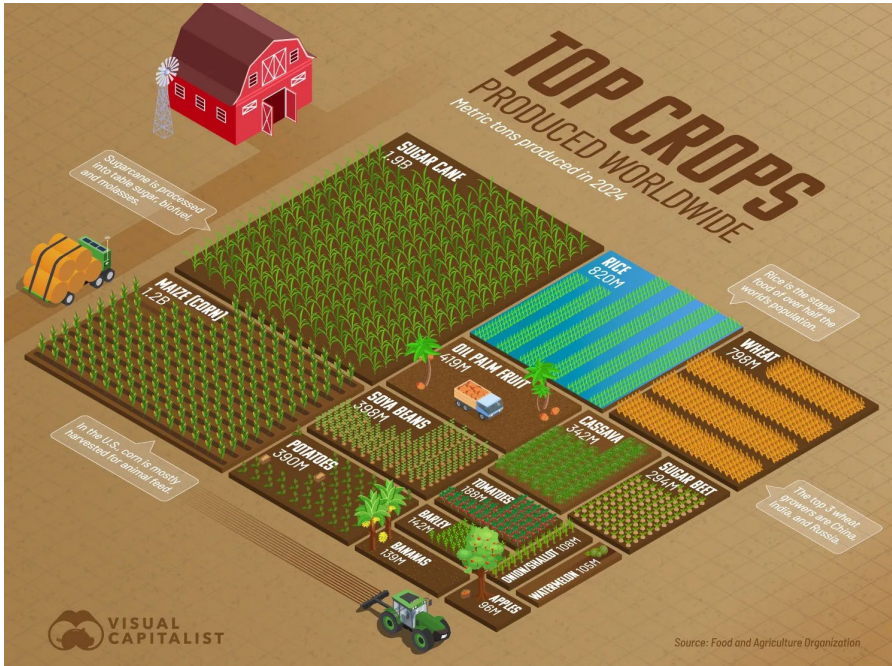 TOP CROPS
PRODUCED WORLDWIDE
Metric tons produced in 2024
SUGAR CANE
1.9B
Sugarcane is processed
into table sugar, biofuel,
and molasses.
MAIZE (CORN)
1.2B
RICE
820M
Rice is the staple
food of over half the
world's population.
WHEAT
798M
OIL PALM FRUIT
419M
SOYA BEANS
398M
CASSAVA
342M
In the U.S., corn is mostly
harvested for animal feed.
POTATOES
390M
SUGAR BEET
294M
TOMATOES
188M
The top 3 wheat
growers are China,
India, and Russia.
BARLEY
142M
BANANAS
139M
ONION/SHALLOT 108M
WATERMELON 105M
APPLES
96M
VISUAL
CAPITALIST
Source: Food and Agriculture Organization